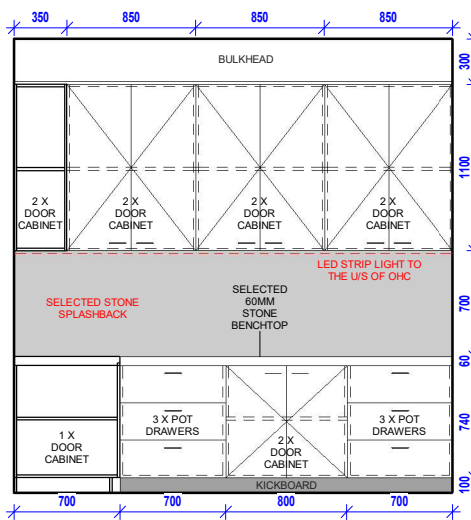 350
850
850
850
BULKHEAD
300
1100
2 X
DOOR
CABINET
2 X
DOOR
CABINET
2 X
DOOR
CABINET
2 X
DOOR
CABINET
LED STRIP LIGHT TO
THE U/S OF OHC
SELECTED STONE
SPLASHBACK
SELECTED
60MM
STONE
BENCHTOP
700
60
1 X
DOOR
CABINET
3 X POT
DRAWERS
2 X
DOOR
CABINET
3 X POT
DRAWERS
740
KICKBOARD
100
700
700
800
700